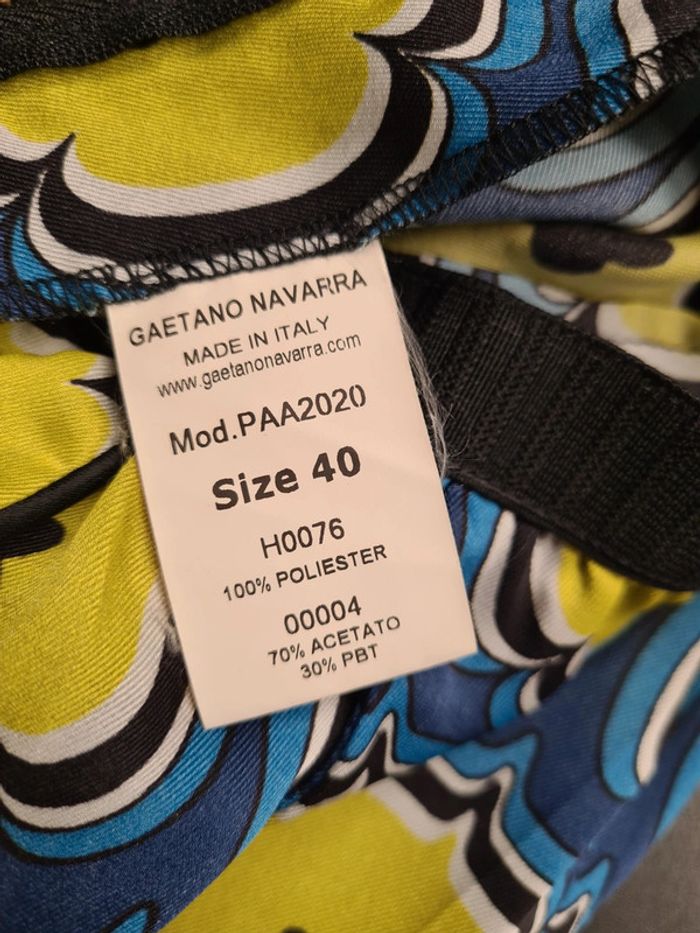 GAETANO NAVARRA
MADE IN ITALY
www.gaetanonavarra.com
Mod.PAA2020
Size 40
H0076
100% POLIESTER
00004
70% ACETATO
30% PBT